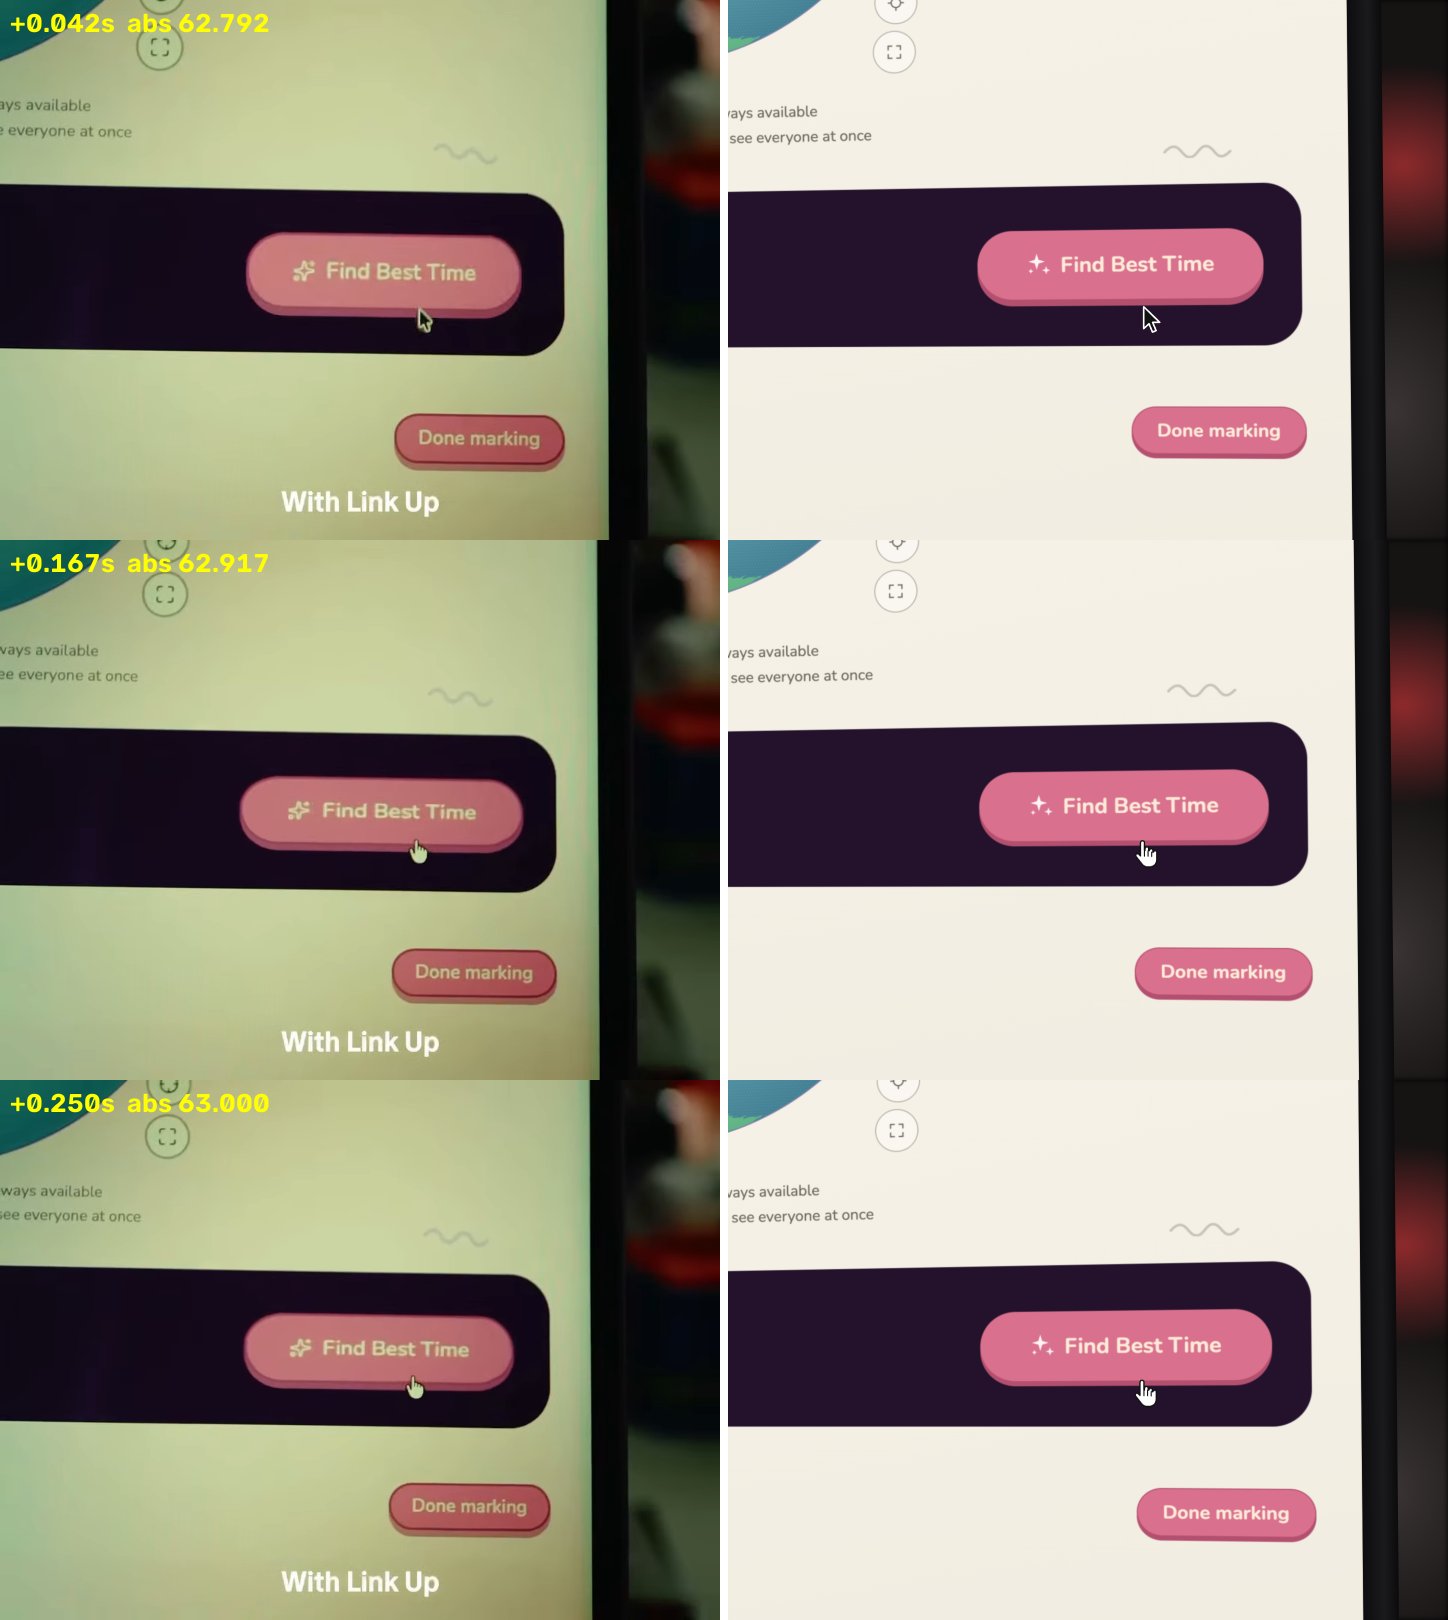 +0.042s abs 62.792
ays available
e everyone at once
Find Best Time
Done marking
With Link Up
ways available
see everyone at once
Find Best Time
Done marking
+0.167s abs 62.917
ways available
ee everyone at once
Find Best Time
Done marking
With Link Up
ways available
see everyone at once
Find Best Time
Done marking
+0.250s abs 63.000
ways available
see everyone at once
Find Best Time
Done marking
With Link Up
ways available
see everyone at once
Find Best Time
Done marking